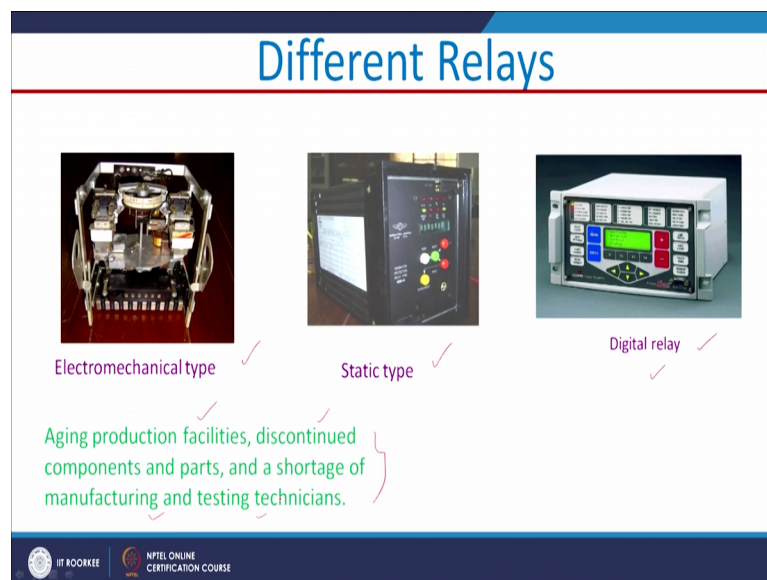 Different Relays
Electromechanical type
Static type
Digital relay
Aging production facilities, discontinued
components and parts, and a shortage of
manufacturing and testing technicians.
IIT ROORKEE
NPTEL ONLINE
CERTIFICATION COURSE